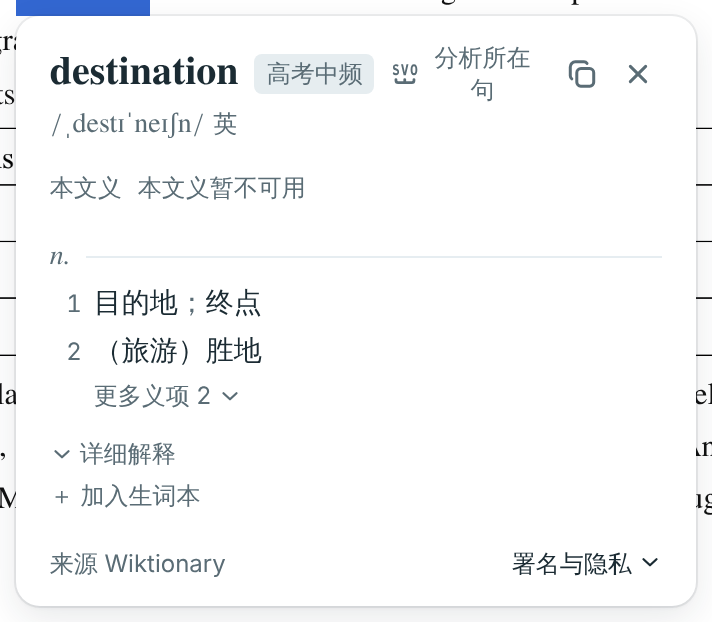 destination 高考中频 SVO 分析所在句
/ˌdestɪˈneɪʃn/ 英
本文义 本文义暂不可用
n.
1 目的地；终点
2 （旅游）胜地
更多义项 2
详细解释
+ 加入生词本
来源 Wiktionary 署名与隐私